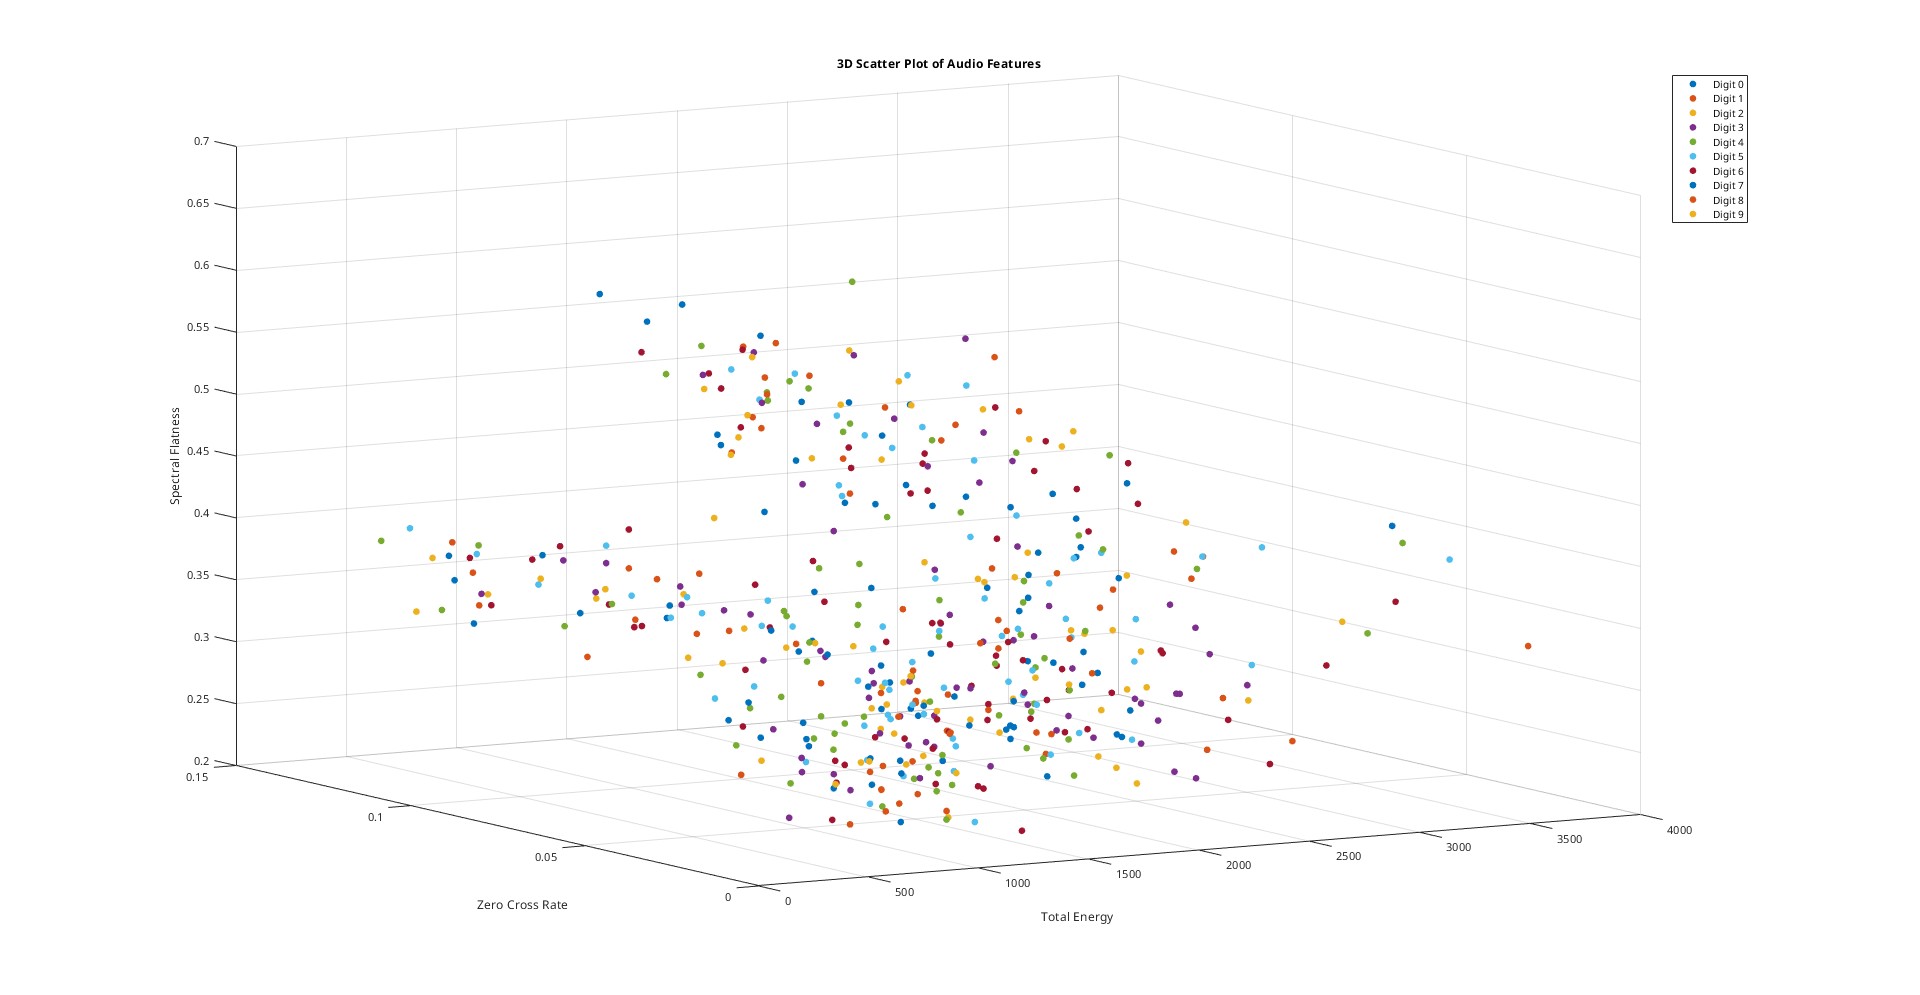 3D Scatter Plot of Audio Features
Digit 0
Digit 1
Digit 2
Digit 3
Digit 4
Digit 5
Digit 6
Digit 7
Digit 8
Digit 9
Spectral Flatness
0.7
0.65
0.6
0.55
0.5
0.45
0.4
0.35
0.3
0.25
0.2
0.15
0.1
0.05
0
Zero Cross Rate
0
500
1000
1500
2000
2500
3000
3500
4000
Total Energy